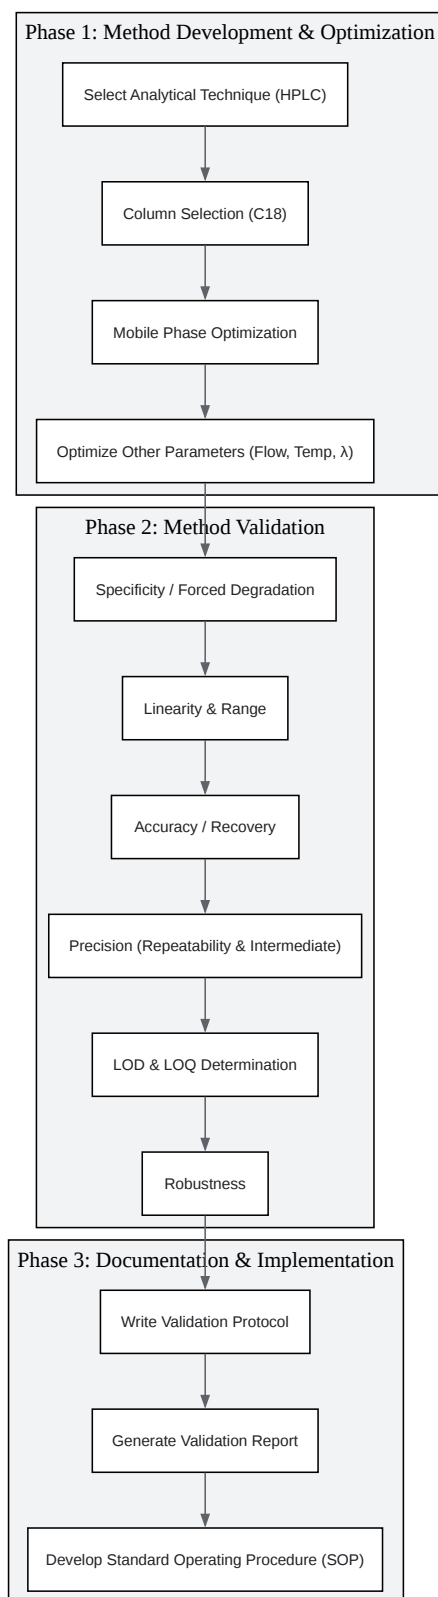 Phase 1: Method Development & Optimization
Select Analytical Technique (HPLC)
Column Selection (C18)
Mobile Phase Optimization
Optimize Other Parameters (Flow, Temp, λ)
Phase 2: Method Validation
Specificity / Forced Degradation
Linearity & Range
Accuracy / Recovery
Precision (Repeatability & Intermediate)
LOD & LOQ Determination
Robustness
Phase 3: Documentation & Implementation
Write Validation Protocol
Generate Validation Report
Develop Standard Operating Procedure (SOP)